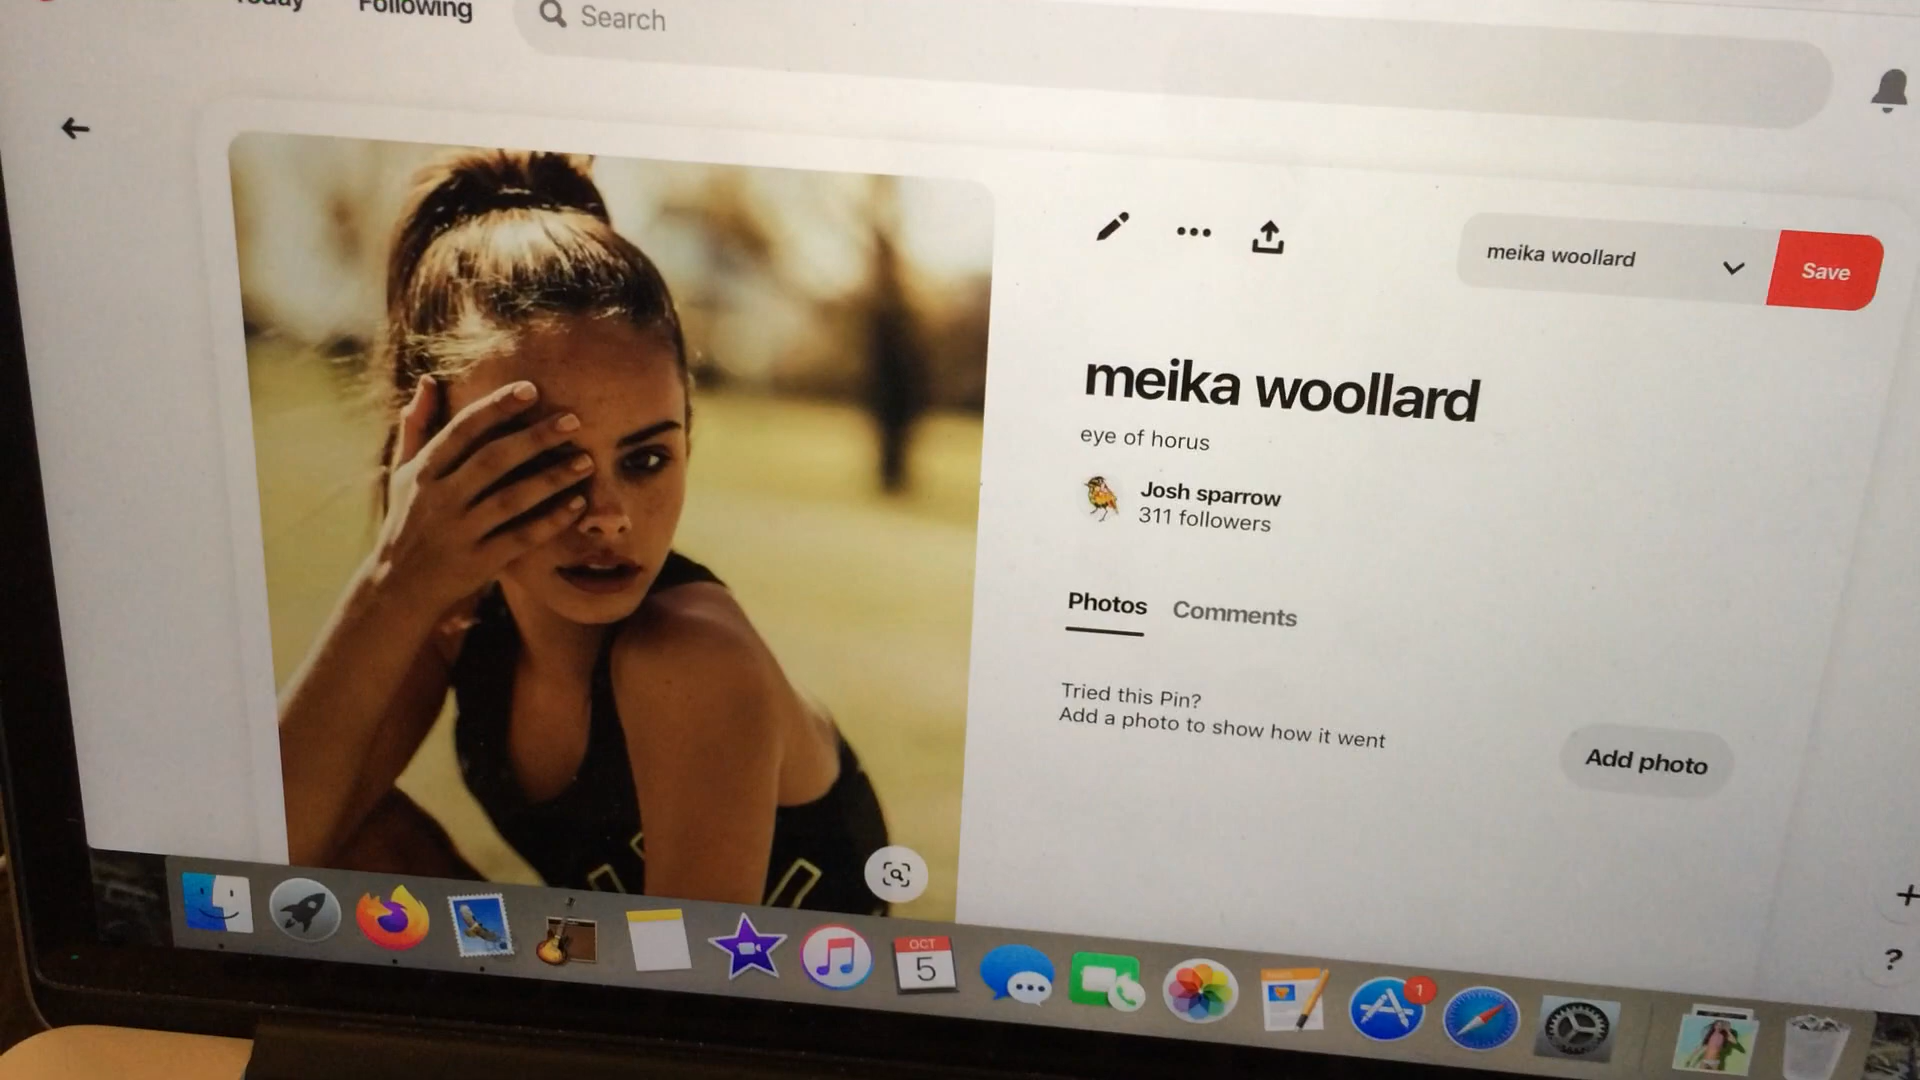 Today
Following
Search
meika woollard
Save
meika woollard
eye of horus
Josh sparrow
311 followers
Photos
Comments
Tried this Pin?
Add a photo to show how it went
Add photo
OCT
5
1
?